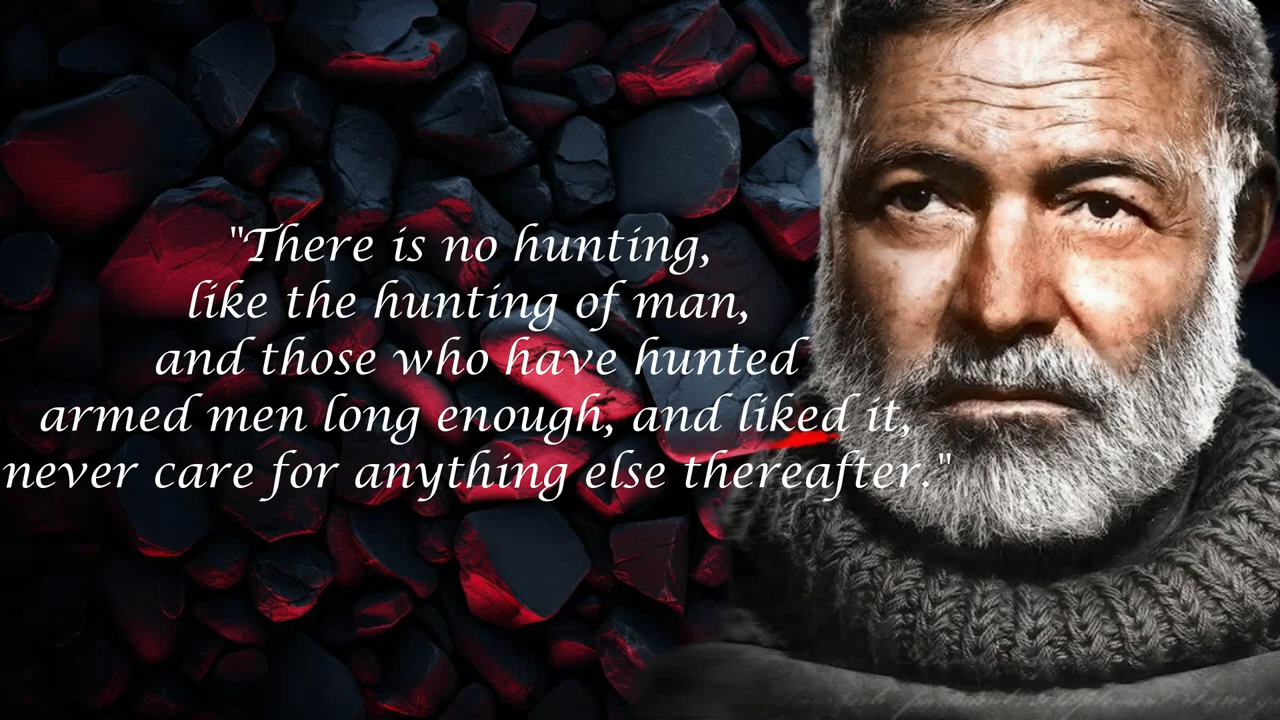 "There is no hunting,
like the hunting of man,
and those who have hunted
armed men long enough, and liked it,
never care for anything else thereafter."